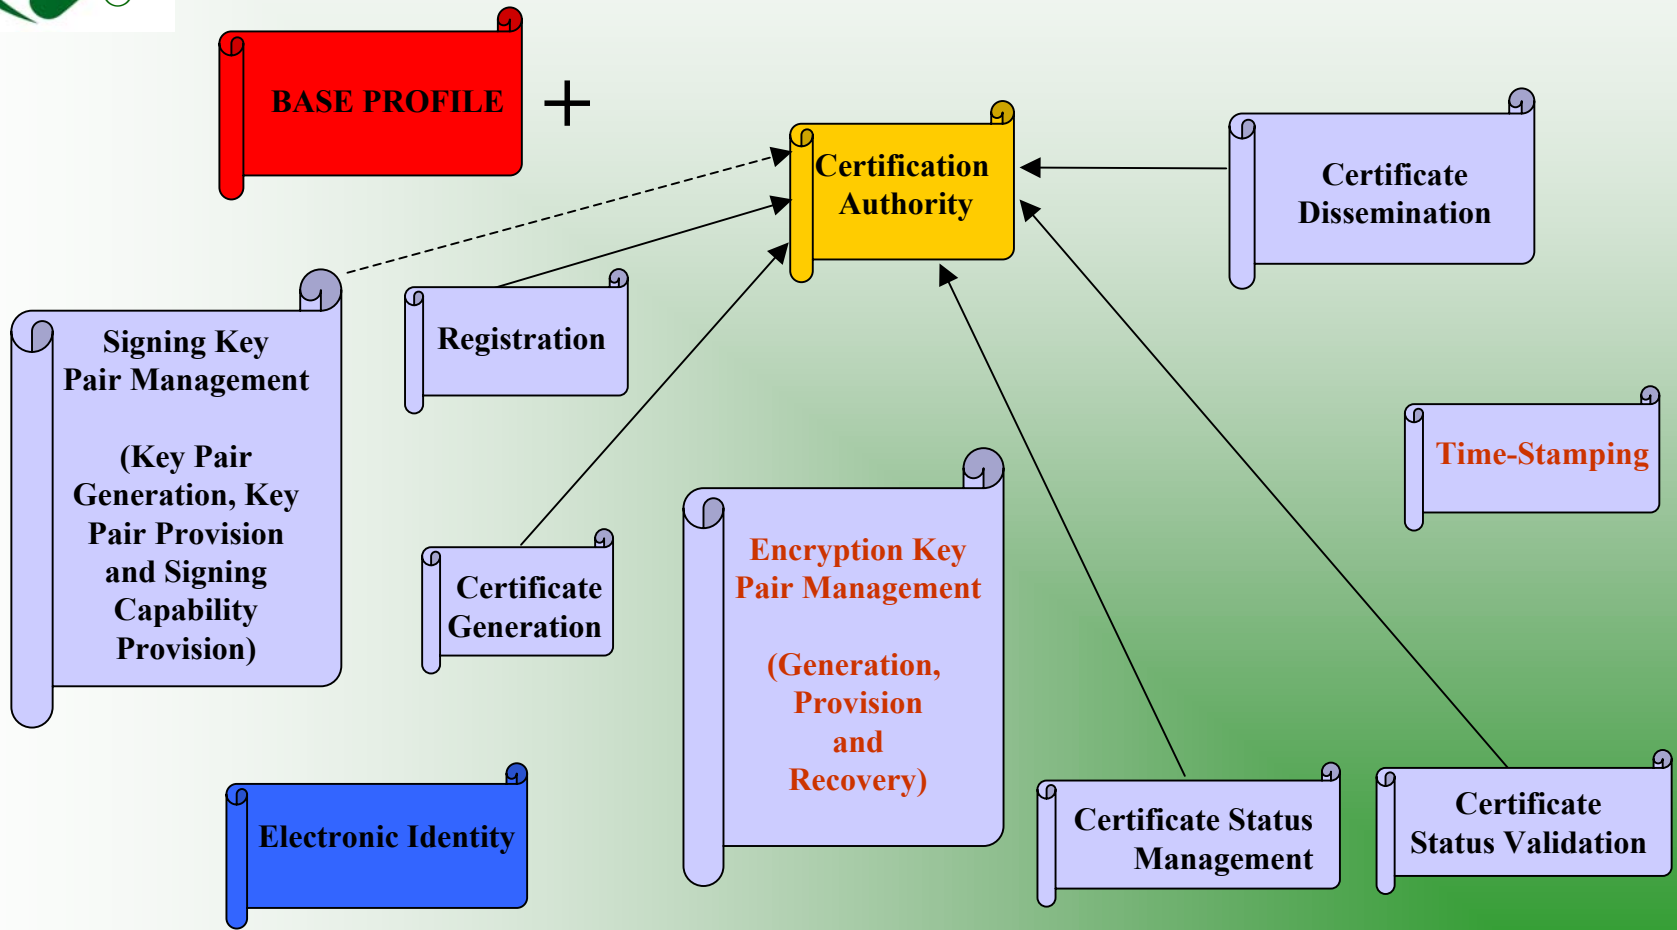 BASE PROFILE
+
Certification
Authority
Certificate
Dissemination
Signing Key
Pair Management
(Key Pair
Generation, Key
Pair Provision
and Signing
Capability
Provision)
Registration
Time-Stamping
Certificate
Generation
Encryption Key
Pair Management
(Generation,
Provision
and
Recovery)
Electronic Identity
Certificate Status
Management
Certificate
Status Validation